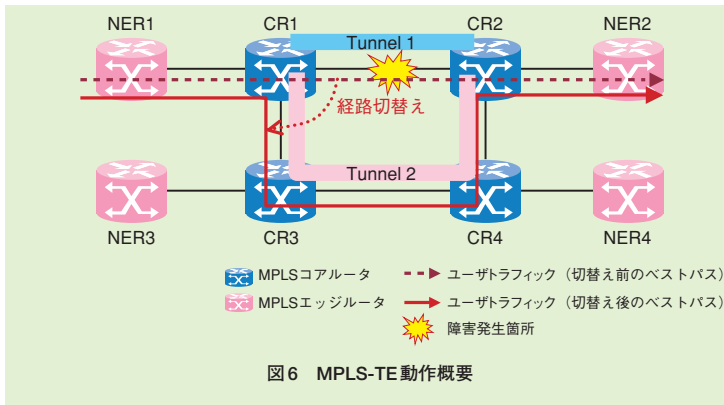 NER1
CR1
CR2
NER2
Tunnel 1
経路切替え
Tunnel 2
NER3
CR3
CR4
NER4
MPLSコアルータ
ユーザトラフィック（切替え前のベストパス）
MPLSエッジルータ
ユーザトラフィック（切替え後のベストパス）
障害発生箇所
図6 MPLS-TE動作概要